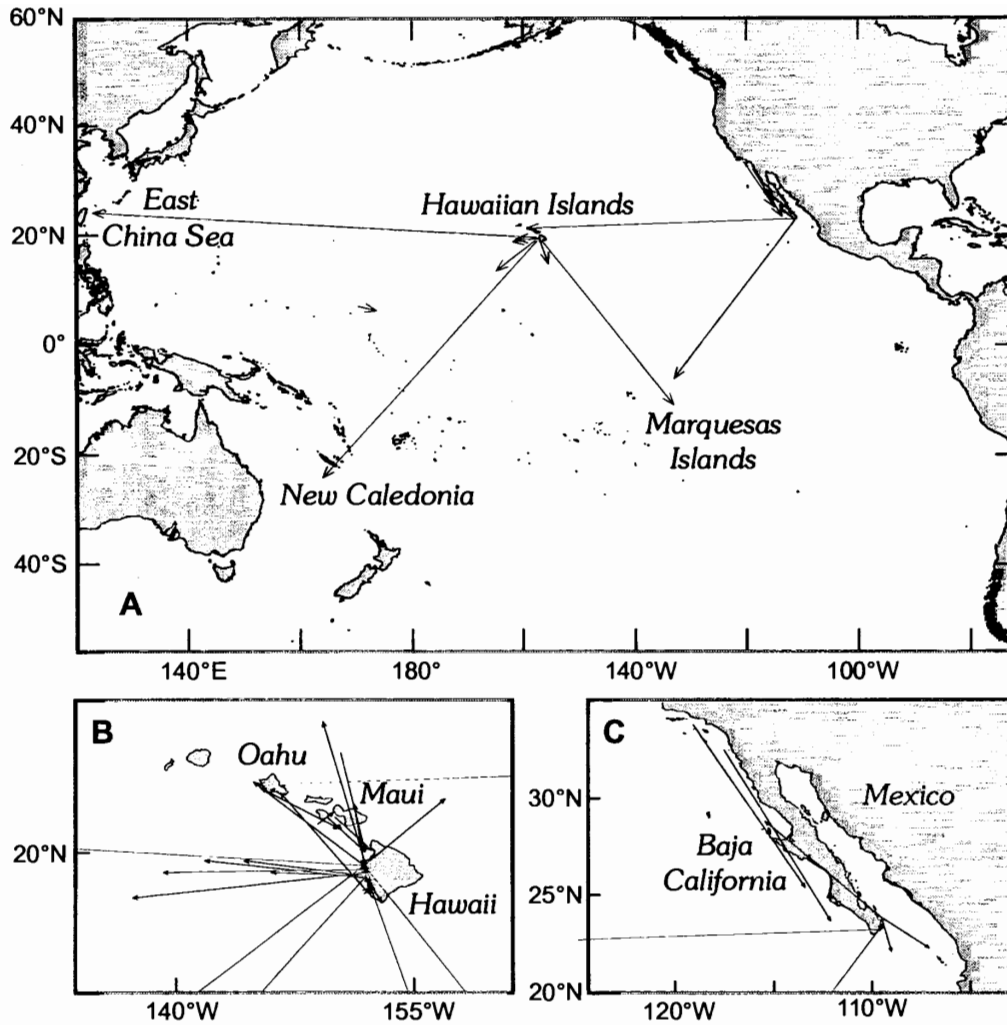 60°N
40°N
20°N
0°
20°S
40°S
East
China Sea
Hawaiian Islands
Marquesas
Islands
New Caledonia
A
140°E
180°
140°W
100°W
B
Oahu
Maui
Hawaii
20°N
140°W
155°W
C
Mexico
Baja
California
30°N
25°N
20°N
120°W
110°W